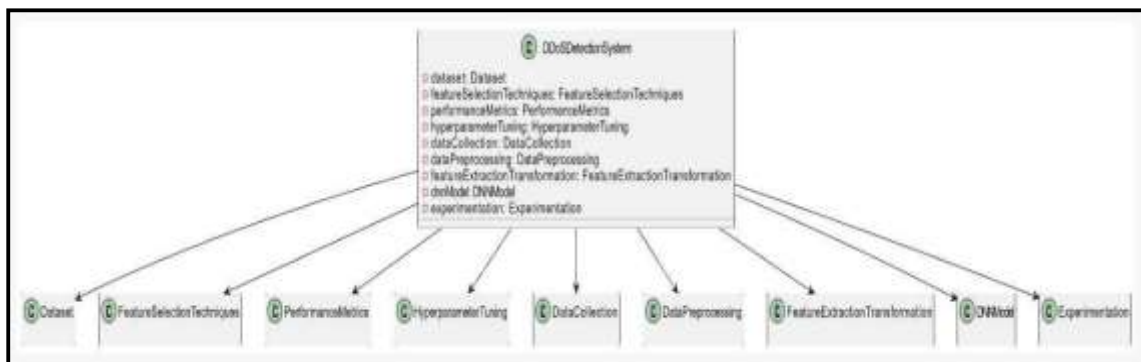 C DDoSDetectionSystem
dataset: Dataset
featureSelectionTechniques: FeatureSelectionTechniques
performanceMetrics: PerformanceMetrics
hyperparameterTuning: HyperparameterTuning
dataCollection: DataCollection
dataPreprocessing: DataPreprocessing
featureExtractionTransformation: FeatureExtractionTransformation
dnnModel: DNNModel
experimentation: Experimentation
C Dataset C FeatureSelectionTechniques C PerformanceMetrics C HyperparameterTuning C DataCollection C DataPreprocessing C FeatureExtractionTransformation C DNNModel C Experimentation